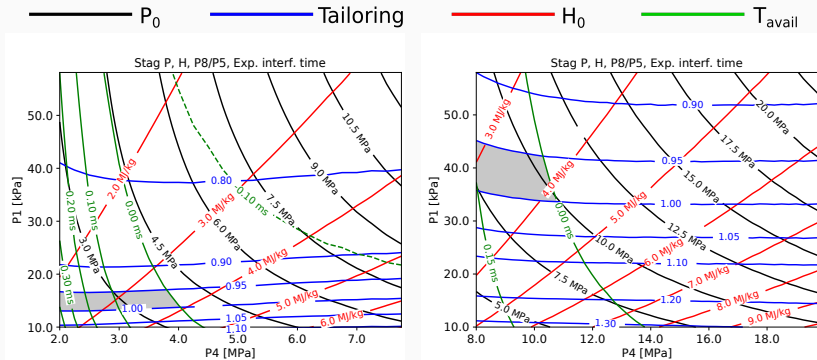 P0 Tailoring H0 Tavail
Stag P, H, P8/P5, Exp. interf. time
P1 [kPa]
50.0
40.0
30.0
20.0
10.0
2.0 3.0 4.0 5.0 6.0 7.0
P4 [MPa]
2.0 MJ/kg
3.0 MJ/kg
4.0 MJ/kg
5.0 MJ/kg
6.0 MJ/kg
3.0 MPa
4.5 MPa
6.0 MPa
7.5 MPa
9.0 MPa
10.5 MPa
0.30 ms
0.20 ms
0.10 ms
0.00 ms
0.10 ms
0.80
0.90
0.95
1.00
1.05
1.10
Stag P, H, P8/P5, Exp. interf. time
P1 [kPa]
50.0
40.0
30.0
20.0
10.0
8.0 10.0 12.0 14.0 16.0 18.0
P4 [MPa]
3.0 MJ/kg
4.0 MJ/kg
5.0 MJ/kg
6.0 MJ/kg
7.0 MJ/kg
8.0 MJ/kg
9.0 MJ/kg
5.0 MPa
7.5 MPa
10.0 MPa
12.5 MPa
15.0 MPa
17.5 MPa
20.0 MPa
0.15 ms
0.00 ms
0.90
0.95
1.00
1.05
1.10
1.20
1.30